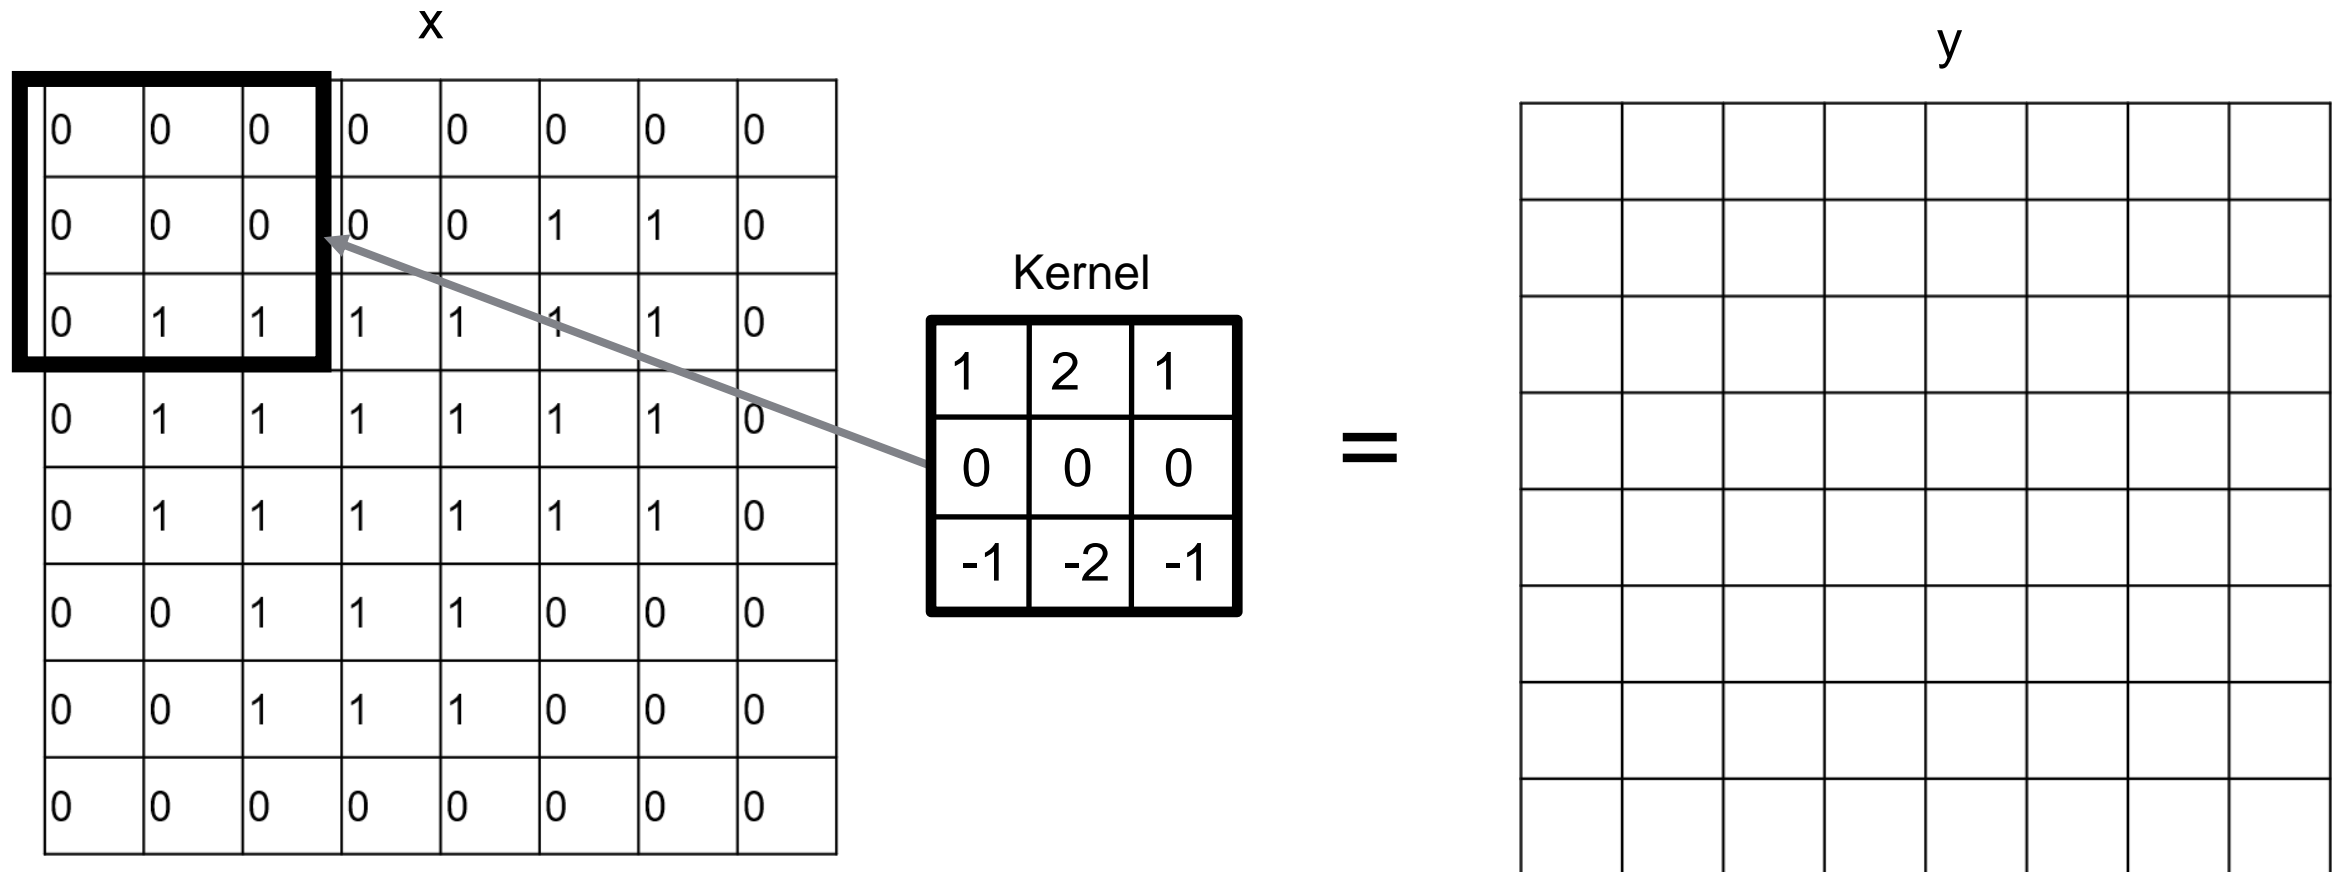 x
y
0 0 0 0 0 0 0 0
0 0 0 0 0 1 1 0
0 1 1 1 1 1 1 0
0 1 1 1 1 1 1 0
0 1 1 1 1 1 1 0
0 0 1 1 1 0 0 0
0 0 1 1 1 0 0 0
0 0 0 0 0 0 0 0
Kernel
1 2 1
0 0 0
-1 -2 -1
=